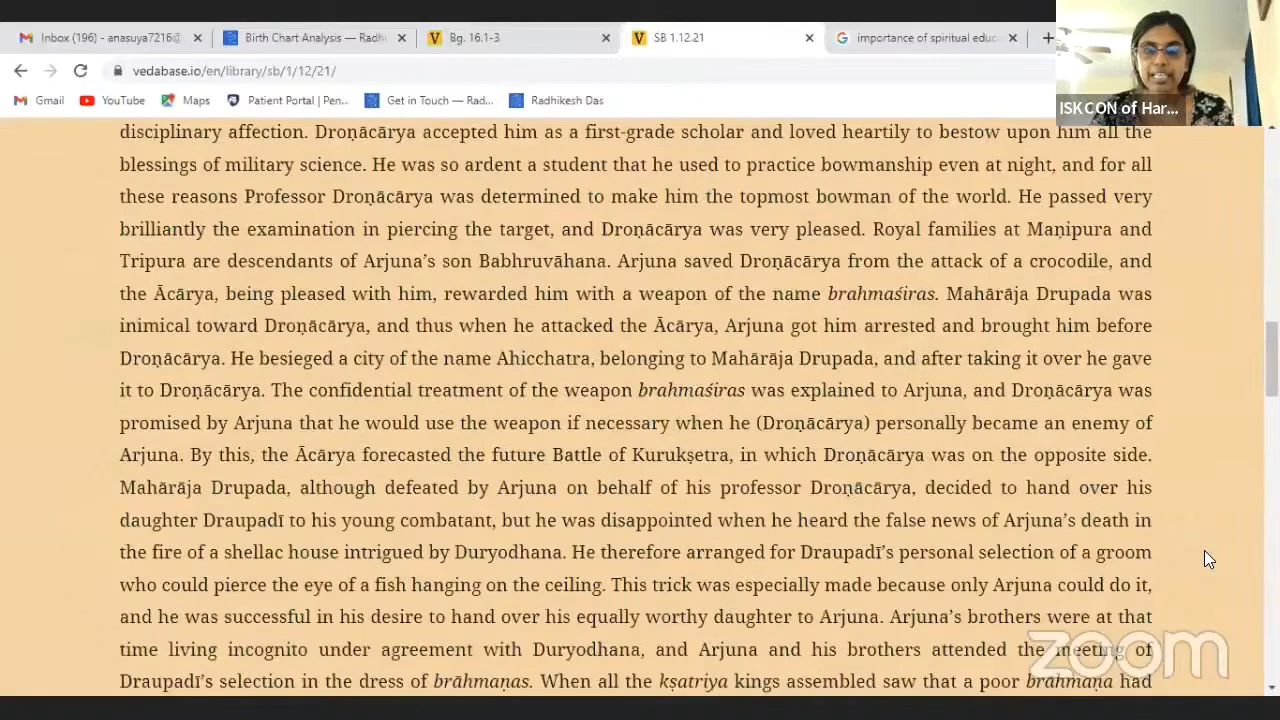 Inbox (196) - anasuya7216@
Birth Chart Analysis — Radhi
Bg. 16.1-3
SB 1.12.21
importance of spiritual educ
vedabase.io/en/library/sb/1/12/21/
Gmail
YouTube
Maps
Patient Portal | Pen...
Get in Touch — Rad...
Radhikesh Das
ISKCON of Har...
disciplinary affection. Droṇācārya accepted him as a first-grade scholar and loved heartily to bestow upon him all the
blessings of military science. He was so ardent a student that he used to practice bowmanship even at night, and for all
these reasons Professor Droṇācārya was determined to make him the topmost bowman of the world. He passed very
brilliantly the examination in piercing the target, and Droṇācārya was very pleased. Royal families at Maṇipura and
Tripura are descendants of Arjuna’s son Babhruvāhana. Arjuna saved Droṇācārya from the attack of a crocodile, and
the Ācārya, being pleased with him, rewarded him with a weapon of the name brahmaśiras. Mahārāja Drupada was
inimical toward Droṇācārya, and thus when he attacked the Ācārya, Arjuna got him arrested and brought him before
Droṇācārya. He besieged a city of the name Ahicchatra, belonging to Mahārāja Drupada, and after taking it over he gave
it to Droṇācārya. The confidential treatment of the weapon brahmaśiras was explained to Arjuna, and Droṇācārya was
promised by Arjuna that he would use the weapon if necessary when he (Droṇācārya) personally became an enemy of
Arjuna. By this, the Ācārya forecasted the future Battle of Kurukṣetra, in which Droṇācārya was on the opposite side.
Mahārāja Drupada, although defeated by Arjuna on behalf of his professor Droṇācārya, decided to hand over his
daughter Draupadī to his young combatant, but he was disappointed when he heard the false news of Arjuna’s death in
the fire of a shellac house intrigued by Duryodhana. He therefore arranged for Draupadī’s personal selection of a groom
who could pierce the eye of a fish hanging on the ceiling. This trick was especially made because only Arjuna could do it,
and he was successful in his desire to hand over his equally worthy daughter to Arjuna. Arjuna’s brothers were at that
time living incognito under agreement with Duryodhana, and Arjuna and his brothers attended the meeting of
Draupadī’s selection in the dress of brāhmaṇas. When all the kṣatriya kings assembled saw that a poor brāhmaṇa had
zoom